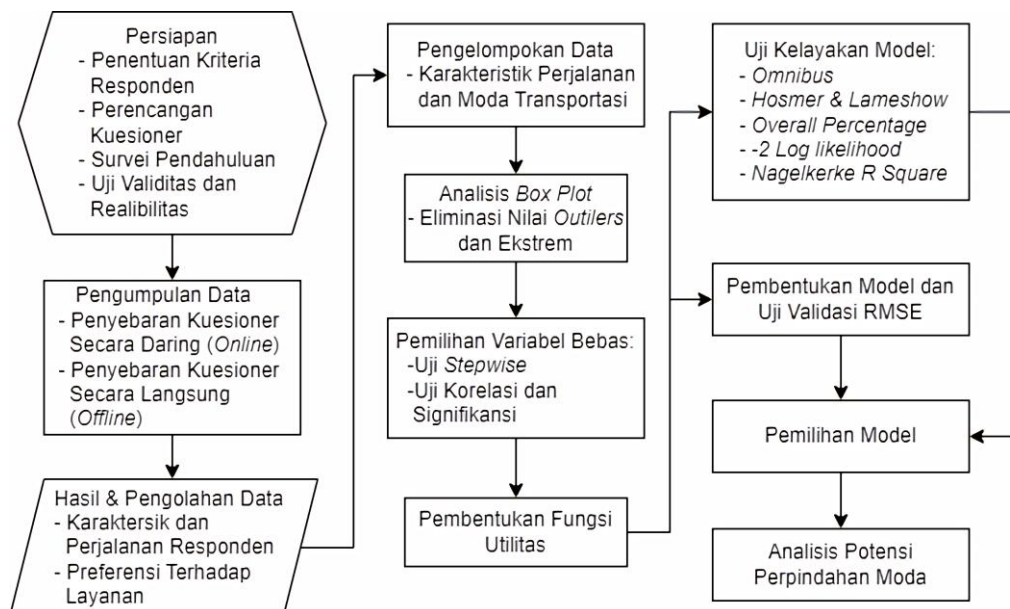 Persiapan
- Penentuan Kriteria
Responden
- Perencangan
Kuesioner
- Survei Pendahuluan
- Uji Validitas dan
Realibilitas
Pengumpulan Data
- Penyebaran Kuesioner
Secara Daring (Online)
- Penyebaran Kuesioner
Secara Langsung
(Offline)
Hasil & Pengolahan Data
- Karaktersik dan
Perjalanan Responden
- Preferensi Terhadap
Layanan
Pengelompokan Data
- Karakteristik Perjalanan
dan Moda Transportasi
Analisis Box Plot
- Eliminasi Nilai Outilers
dan Ekstrem
Pemilihan Variabel Bebas:
-Uji Stepwise
-Uji Korelasi dan
Signifikansi
Pembentukan Fungsi
Utilitas
Uji Kelayakan Model:
- Omnibus
- Hosmer & Lameshow
- Overall Percentage
- -2 Log likelihood
- Nagelkerke R Square
Pembentukan Model dan
Uji Validasi RMSE
Pemilihan Model
Analisis Potensi
Perpindahan Moda